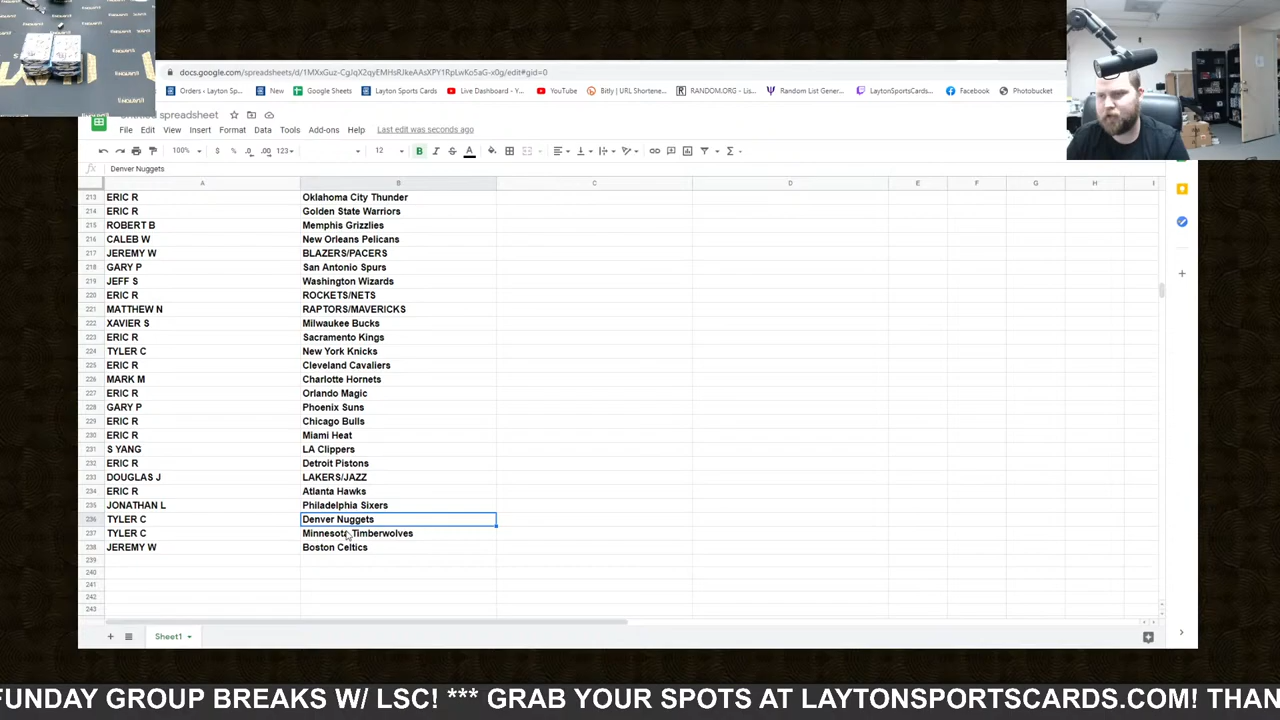 docs.google.com/spreadsheets/d/1MXxGuz-CgJqX2qyEMHsRJkeAAsXPY1RpLwKo5aG-x0g/edit#gid=0
Orders ‹ Layton Sp... New Google Sheets Layton Sports Cards Live Dashboard - Y... YouTube Bitly | URL Shortene... RANDOM.ORG - Lis... Random List Gener... LaytonSportsCards... Facebook Photobucket
spreadsheet
File Edit View Insert Format Data Tools Add-ons Help Last edit was seconds ago
100% $ % .0 .00 123 12 B I S A
fx Denver Nuggets
A B C D E F G H I
213 ERIC R Oklahoma City Thunder
214 ERIC R Golden State Warriors
215 ROBERT B Memphis Grizzlies
216 CALEB W New Orleans Pelicans
217 JEREMY W BLAZERS/PACERS
218 GARY P San Antonio Spurs
219 JEFF S Washington Wizards
220 ERIC R ROCKETS/NETS
221 MATTHEW N RAPTORS/MAVERICKS
222 XAVIER S Milwaukee Bucks
223 ERIC R Sacramento Kings
224 TYLER C New York Knicks
225 ERIC R Cleveland Cavaliers
226 MARK M Charlotte Hornets
227 ERIC R Orlando Magic
228 GARY P Phoenix Suns
229 ERIC R Chicago Bulls
230 ERIC R Miami Heat
231 S YANG LA Clippers
232 ERIC R Detroit Pistons
233 DOUGLAS J LAKERS/JAZZ
234 ERIC R Atlanta Hawks
235 JONATHAN L Philadelphia Sixers
236 TYLER C Denver Nuggets
237 TYLER C Minnesota Timberwolves
238 JEREMY W Boston Celtics
239
240
241
242
243
Sheet1
FUNDAY GROUP BREAKS W/ LSC! *** GRAB YOUR SPOTS AT LAYTONSPORTSCARDS.COM! THAN